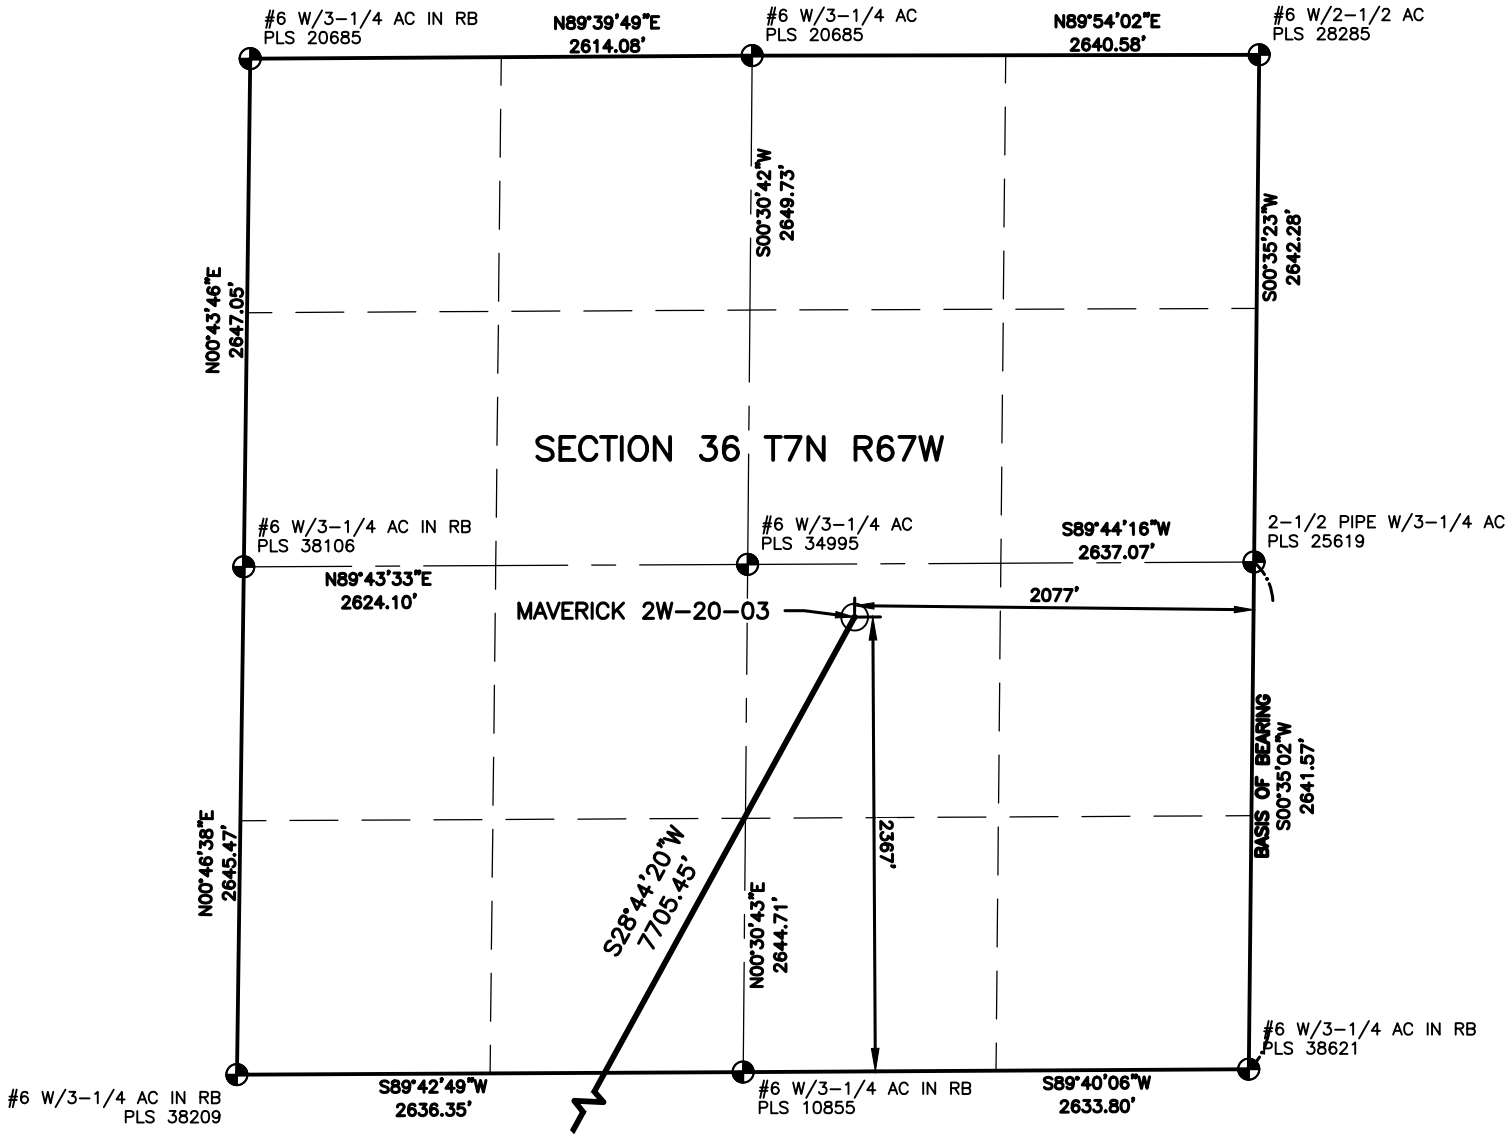 #6 W/3-1/4 AC IN RB
PLS 20685
N89°39'49"E
2614.08'
#6 W/3-1/4 AC
PLS 20685
N89°54'02"E
2640.58'
#6 W/2-1/2 AC
PLS 28285
S00°30'42"W
2649.73'
S00°35'23"W
2642.28'
N00°43'46"E
2647.05'
SECTION 36 T7N R67W
#6 W/3-1/4 AC IN RB
PLS 38106
N89°43'33"E
2624.10'
#6 W/3-1/4 AC
PLS 34995
S89°44'16"W
2637.07'
2-1/2 PIPE W/3-1/4 AC
PLS 25619
MAVERICK 2W-20-03
2077'
BASIS OF BEARING
S00°35'02"W
2641.57'
2367'
N00°46'38"E
2645.47'
S28°44'20"W
7705.45'
N00°30'43"E
2644.71'
#6 W/3-1/4 AC IN RB
PLS 38621
#6 W/3-1/4 AC IN RB
PLS 38209
S89°42'49"W
2636.35'
#6 W/3-1/4 AC IN RB
PLS 10855
S89°40'06"W
2633.80'